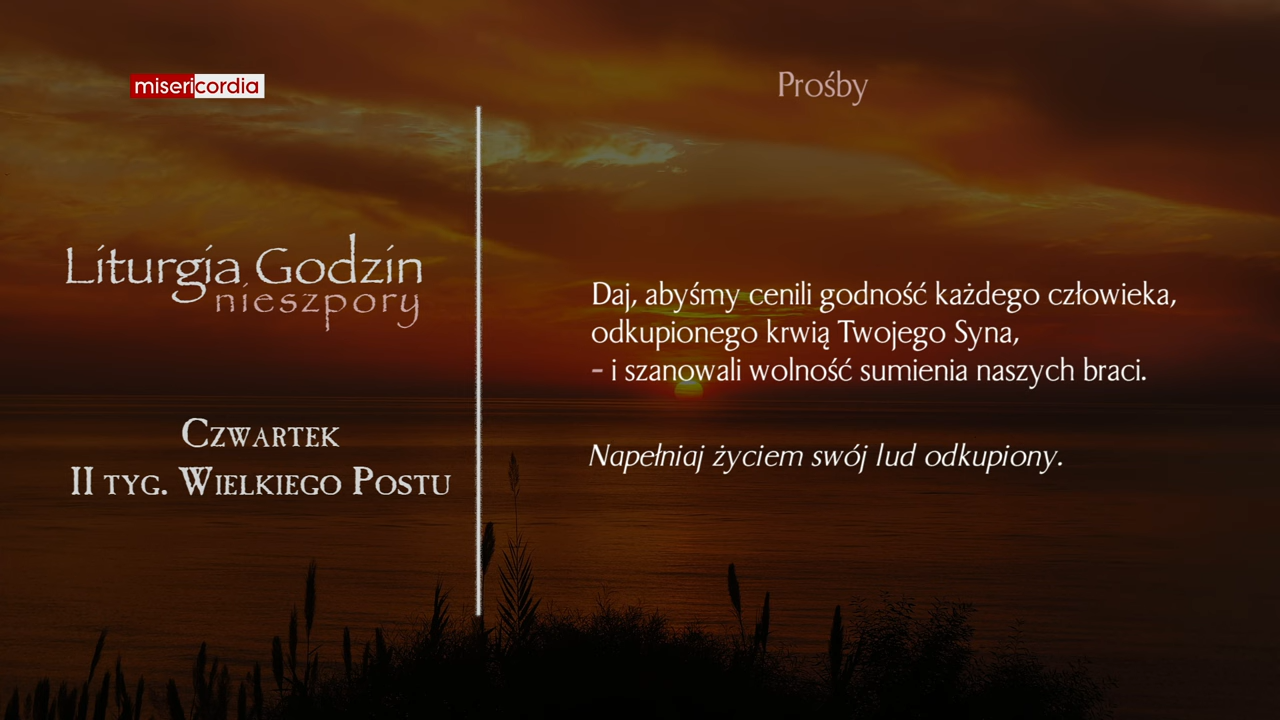 misericordia
Prośby
Liturgia Godzin
nieszpory
Czwartek
II tyg. Wielkiego Postu
Daj, abyśmy cenili godność każdego człowieka,
odkupionego krwią Twojego Syna,
- i szanowali wolność sumienia naszych braci.
Napełniaj życiem swój lud odkupiony.